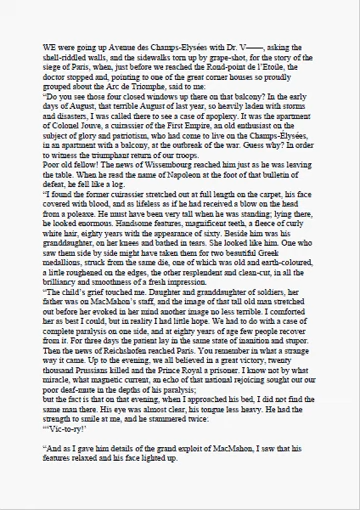 WE were going up Avenue des Champs-Elysées with Dr. V——, asking the
shell-riddled walls, and the sidewalks torn up by grape-shot, for the story of the
siege of Paris, when, just before we reached the Rond-point de l'Etoile, the
doctor stopped and, pointing to one of the great corner houses so proudly
grouped about the Arc de Triomphe, said to me:
“Do you see those four closed windows up there on that balcony? In the early
days of August, that terrible August of last year, so heavily laden with storms
and disasters, I was called there to see a case of apoplexy. It was the apartment
of Colonel Jouve, a cuirassier of the First Empire, an old enthusiast on the
subject of glory and patriotism, who had come to live on the Champs-Elysées,
in an apartment with a balcony, at the outbreak of the war. Guess why? In order
to witness the triumphant return of our troops.
Poor old fellow! The news of Wissembourg reached him just as he was leaving
the table. When he read the name of Napoleon at the foot of that bulletin of
defeat, he fell like a log.
“I found the former cuirassier stretched out at full length on the carpet, his face
covered with blood, and as lifeless as if he had received a blow on the head
from a poleaxe. He must have been very tall when he was standing; lying there,
he looked enormous. Handsome features, magnificent teeth, a fleece of curly
white hair, eighty years with the appearance of sixty. Beside him was his
granddaughter, on her knees and bathed in tears. She looked like him. One who
saw them side by side might have taken them for two beautiful Greek
medallions, struck from the same die, one of which was old and earth-coloured,
a little roughened on the edges, the other resplendent and clean-cut, in all the
brilliancy and smoothness of a fresh impression.
“The child's grief touched me. Daughter and granddaughter of soldiers, her
father was on MacMahon's staff, and the image of that tall old man stretched
out before her evoked in her mind another image no less terrible. I comforted
her as best I could, but in reality I had little hope. We had to do with a case of
complete paralysis on one side, and at eighty years of age few people recover
from it. For three days the patient lay in the same state of inanition and stupor.
Then the news of Reichshofen reached Paris. You remember in what a strange
way it came. Up to the evening, we all believed in a great victory, twenty
thousand Prussians killed and the Prince Royal a prisoner. I know not by what
miracle, what magnetic current, an echo of that national rejoicing sought out our
poor deaf-mute in the depths of his paralysis;
but the fact is that on that evening, when I approached his bed, I did not find the
same man there. His eye was almost clear, his tongue less heavy. He had the
strength to smile at me, and he stammered twice:
“‘Vic-to-ry!’
“And as I gave him details of the grand exploit of MacMahon, I saw that his
features relaxed and his face lighted up.